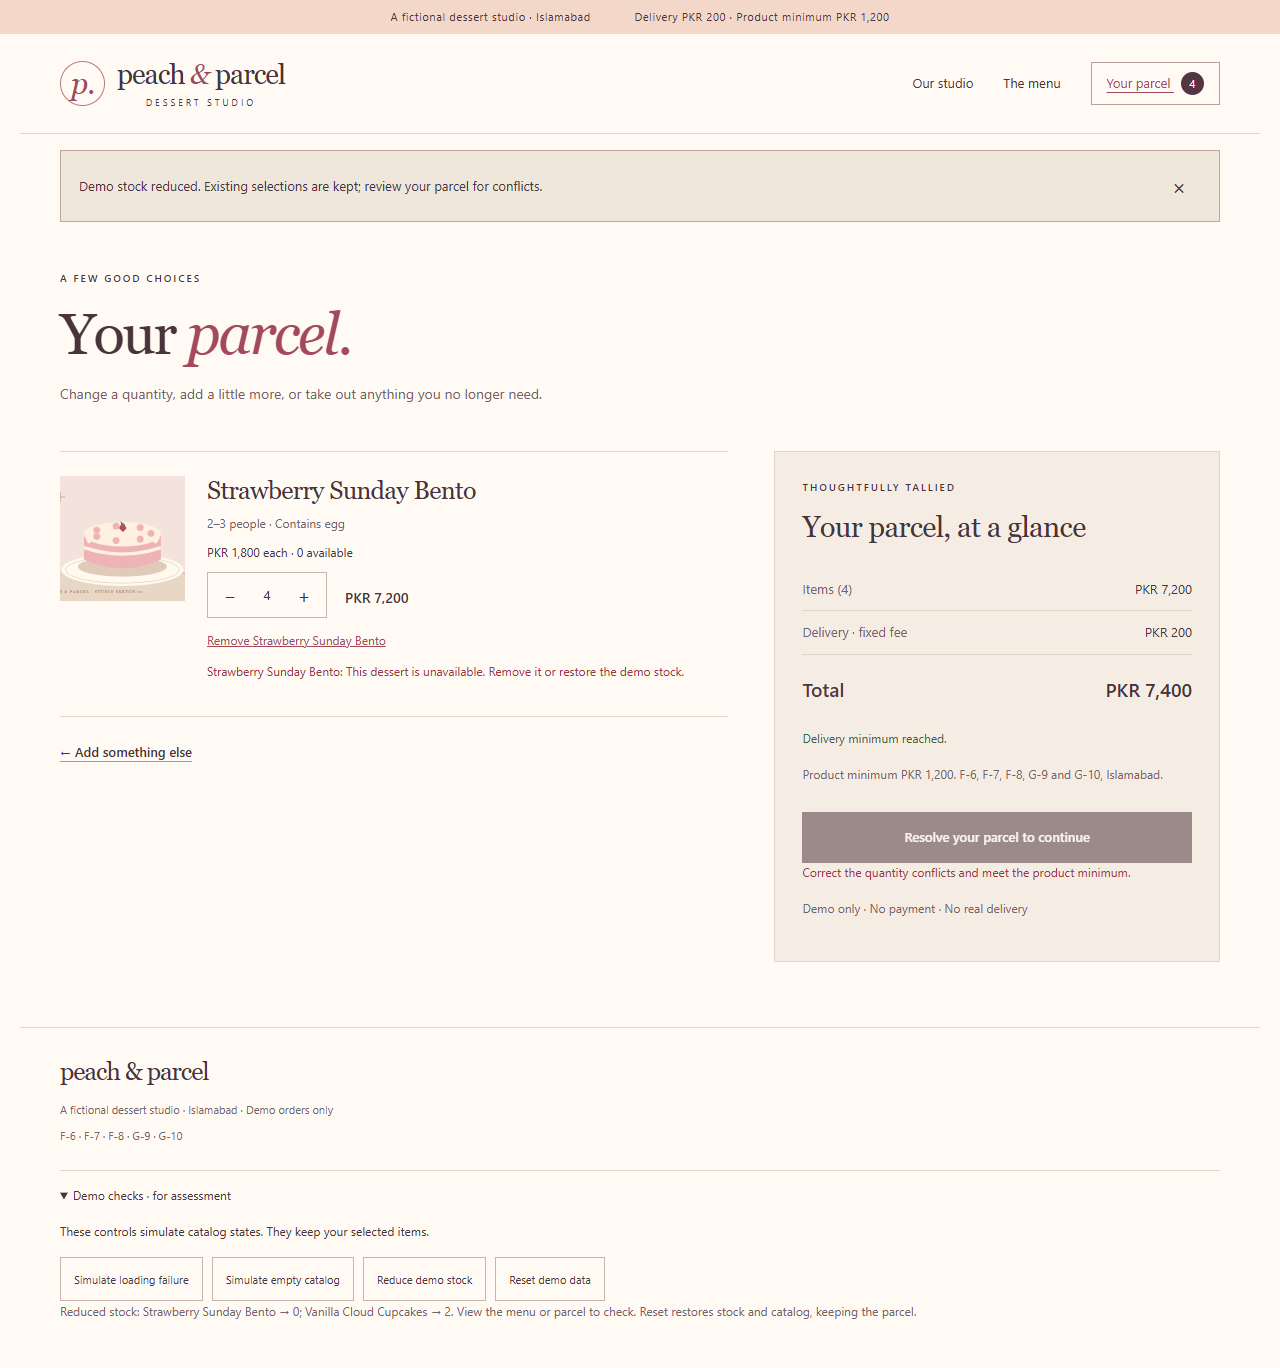 A fictional dessert studio · Islamabad
Delivery PKR 200 · Product minimum PKR 1,200
p.
peach & parcel
DESSERT STUDIO
Our studio
The menu
Your parcel 4
Demo stock reduced. Existing selections are kept; review your parcel for conflicts.
×
A FEW GOOD CHOICES
Your parcel.
Change a quantity, add a little more, or take out anything you no longer need.
Strawberry Sunday Bento
2–3 people · Contains egg
PKR 1,800 each · 0 available
− 4 + PKR 7,200
Remove Strawberry Sunday Bento
Strawberry Sunday Bento: This dessert is unavailable. Remove it or restore the demo stock.
& PARCEL · STUDIO SKETCH
← Add something else
THOUGHTFULLY TALLIED
Your parcel, at a glance
Items (4) PKR 7,200
Delivery · fixed fee PKR 200
Total PKR 7,400
Delivery minimum reached.
Product minimum PKR 1,200. F-6, F-7, F-8, G-9 and G-10, Islamabad.
Resolve your parcel to continue
Correct the quantity conflicts and meet the product minimum.
Demo only · No payment · No real delivery
peach & parcel
A fictional dessert studio · Islamabad · Demo orders only
F-6 · F-7 · F-8 · G-9 · G-10
▼ Demo checks · for assessment
These controls simulate catalog states. They keep your selected items.
Simulate loading failure
Simulate empty catalog
Reduce demo stock
Reset demo data
Reduced stock: Strawberry Sunday Bento → 0; Vanilla Cloud Cupcakes → 2. View the menu or parcel to check. Reset restores stock and catalog, keeping the parcel.